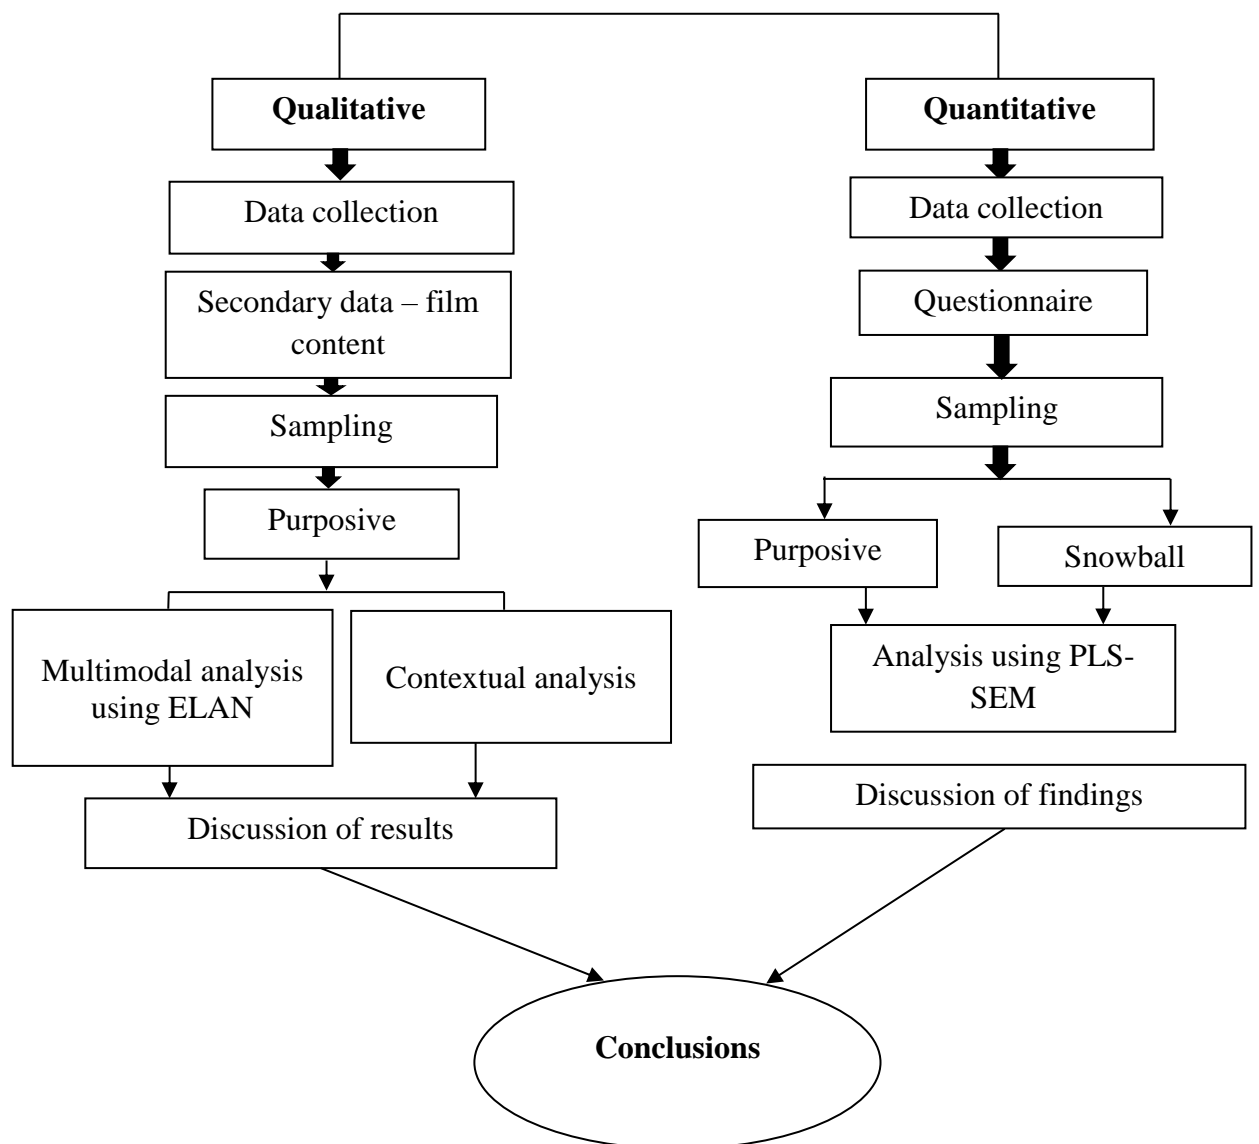 Qualitative
Data collection
Secondary data – film
content
Sampling
Purposive
Multimodal analysis
using ELAN
Contextual analysis
Discussion of results
Quantitative
Data collection
Questionnaire
Sampling
Purposive
Snowball
Analysis using PLS-
SEM
Discussion of findings
Conclusions